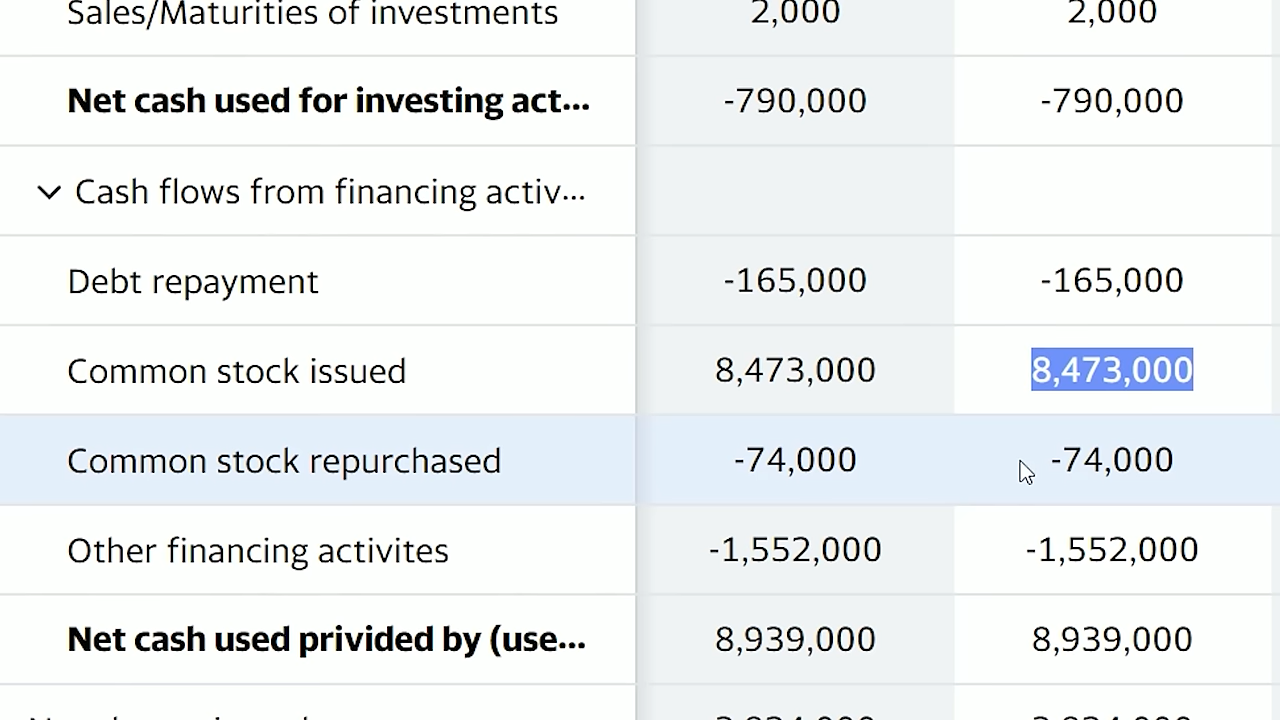 Sales/Maturities of investments 2,000 2,000
Net cash used for investing act... -790,000 -790,000
Cash flows from financing activ...
Debt repayment -165,000 -165,000
Common stock issued 8,473,000 8,473,000
Common stock repurchased -74,000 -74,000
Other financing activites -1,552,000 -1,552,000
Net cash used privided by (use... 8,939,000 8,939,000